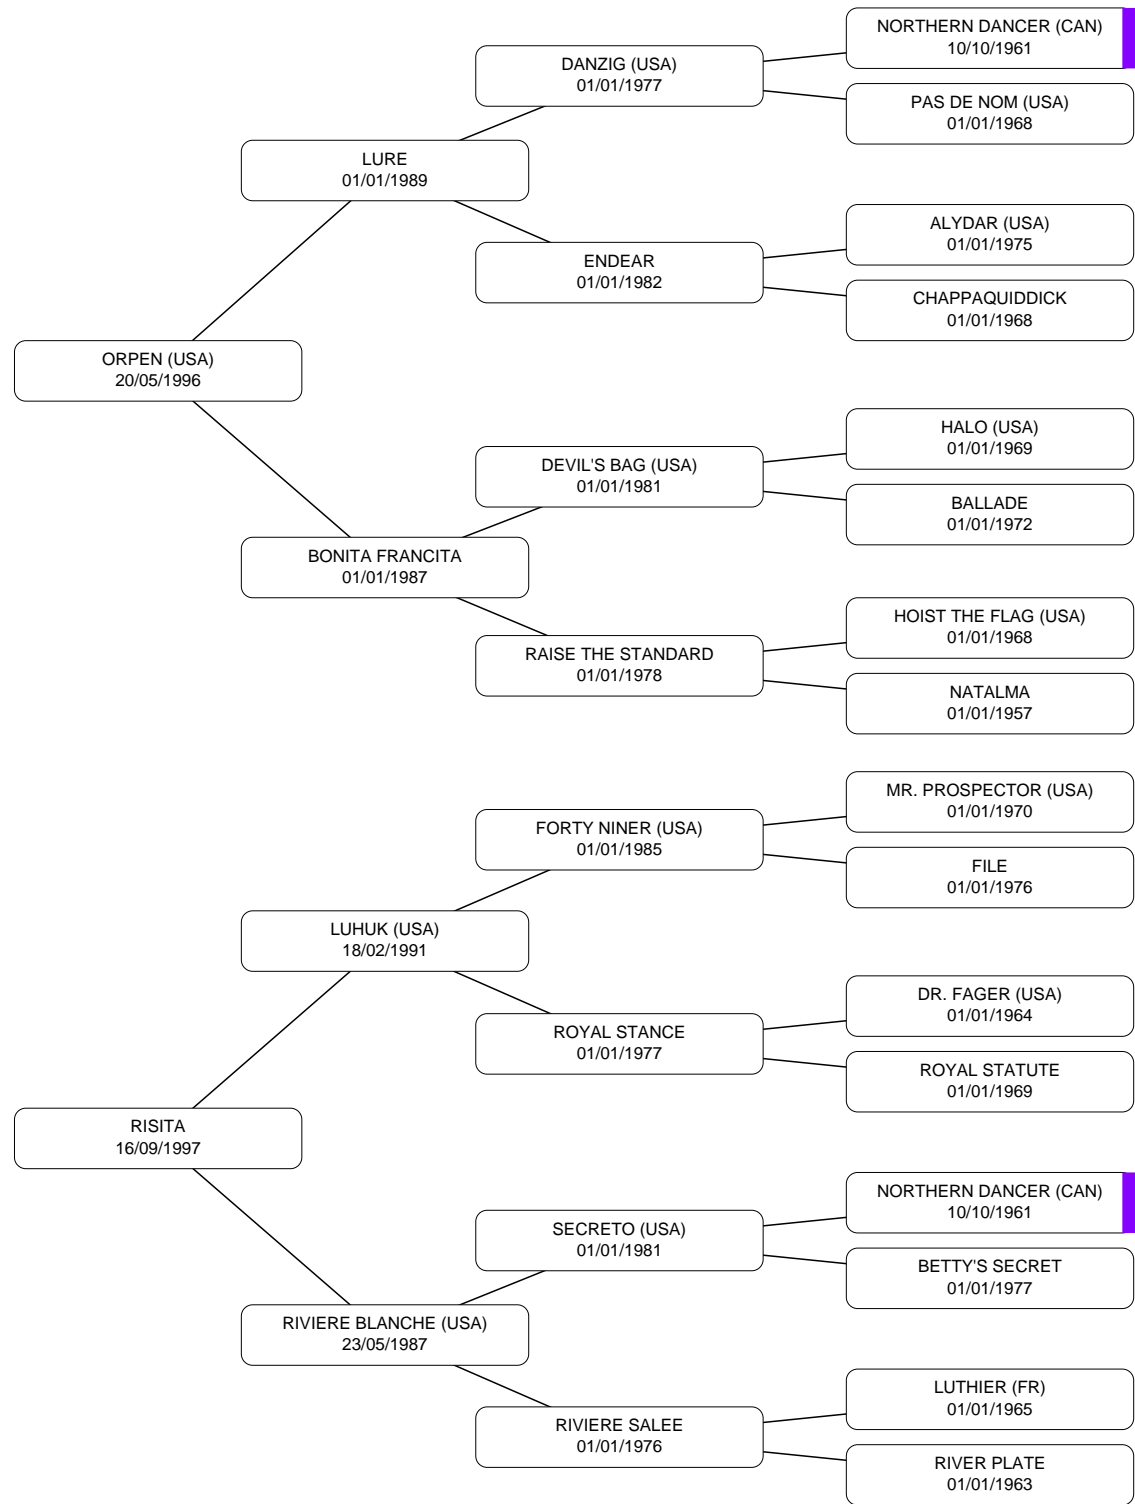 NORTHERN DANCER (CAN)
10/10/1961
DANZIG (USA)
01/01/1977
PAS DE NOM (USA)
01/01/1968
LURE
01/01/1989
ALYDAR (USA)
01/01/1975
ENDEAR
01/01/1982
CHAPPAQUIDDICK
01/01/1968
ORPEN (USA)
20/05/1996
HALO (USA)
01/01/1969
DEVIL'S BAG (USA)
01/01/1981
BALLADE
01/01/1972
BONITA FRANCITA
01/01/1987
HOIST THE FLAG (USA)
01/01/1968
RAISE THE STANDARD
01/01/1978
NATALMA
01/01/1957
MR. PROSPECTOR (USA)
01/01/1970
FORTY NINER (USA)
01/01/1985
FILE
01/01/1976
LUHUK (USA)
18/02/1991
DR. FAGER (USA)
01/01/1964
ROYAL STANCE
01/01/1977
ROYAL STATUTE
01/01/1969
RISITA
16/09/1997
NORTHERN DANCER (CAN)
10/10/1961
SECRETO (USA)
01/01/1981
BETTY'S SECRET
01/01/1977
RIVIERE BLANCHE (USA)
23/05/1987
LUTHIER (FR)
01/01/1965
RIVIERE SALEE
01/01/1976
RIVER PLATE
01/01/1963